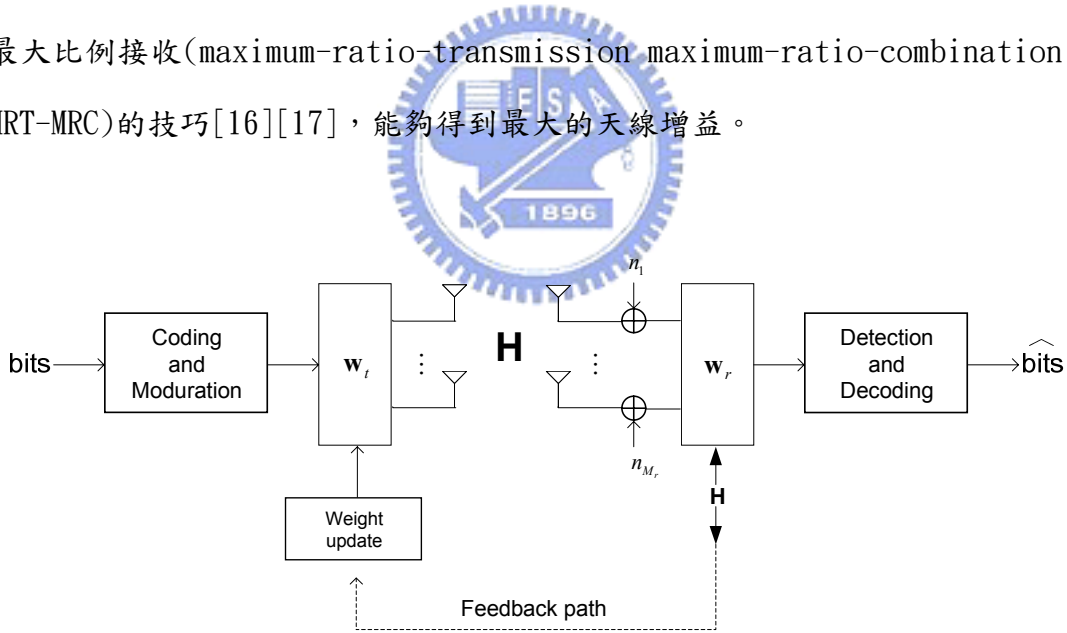 最大比例接收(maximum-ratio-transmission maximum-ratio-combination
MRT-MRC)的技巧[16][17]，能夠得到最大的天線增益。
ESA
1896
n_1
bits
Coding
and
Moduration
w_t
⋮
H
⋮
w_r
Detection
and
Decoding
bits
n_{M_r}
H
Weight
update
Feedback path